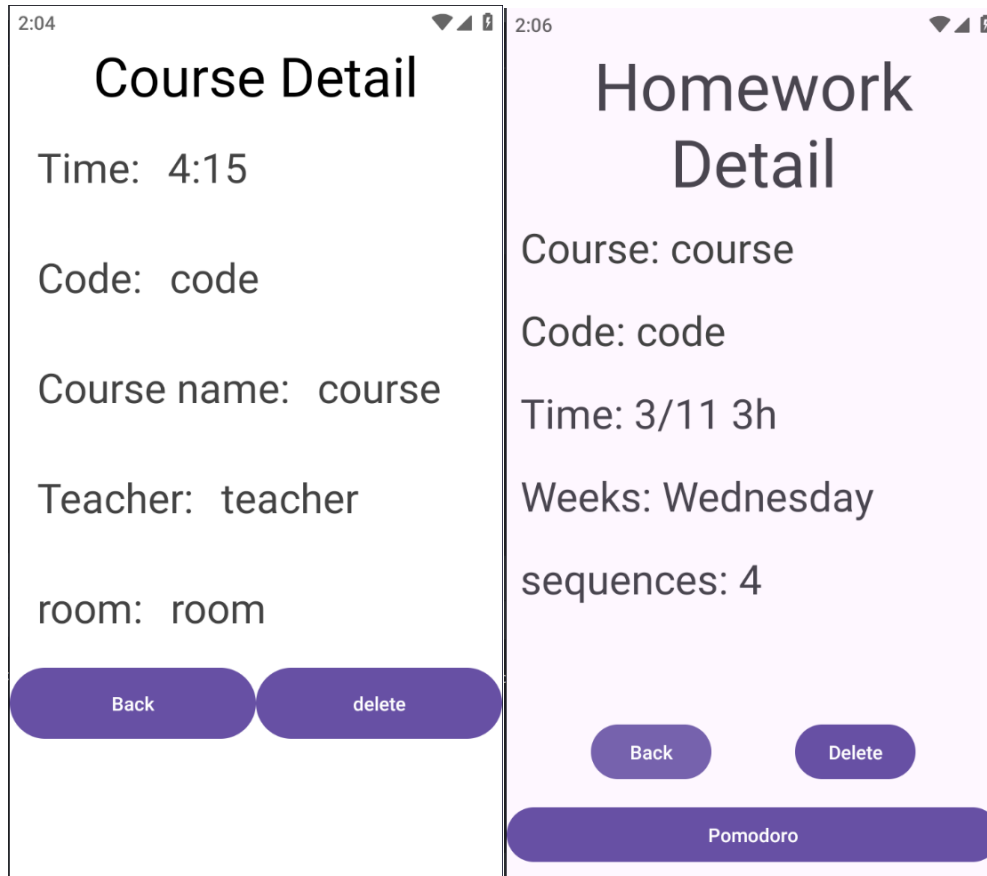 2:04
Course Detail
Time: 4:15
Code: code
Course name: course
Teacher: teacher
room: room
Back
delete
2:06
Homework
Detail
Course: course
Code: code
Time: 3/11 3h
Weeks: Wednesday
sequences: 4
Back
Delete
Pomodoro